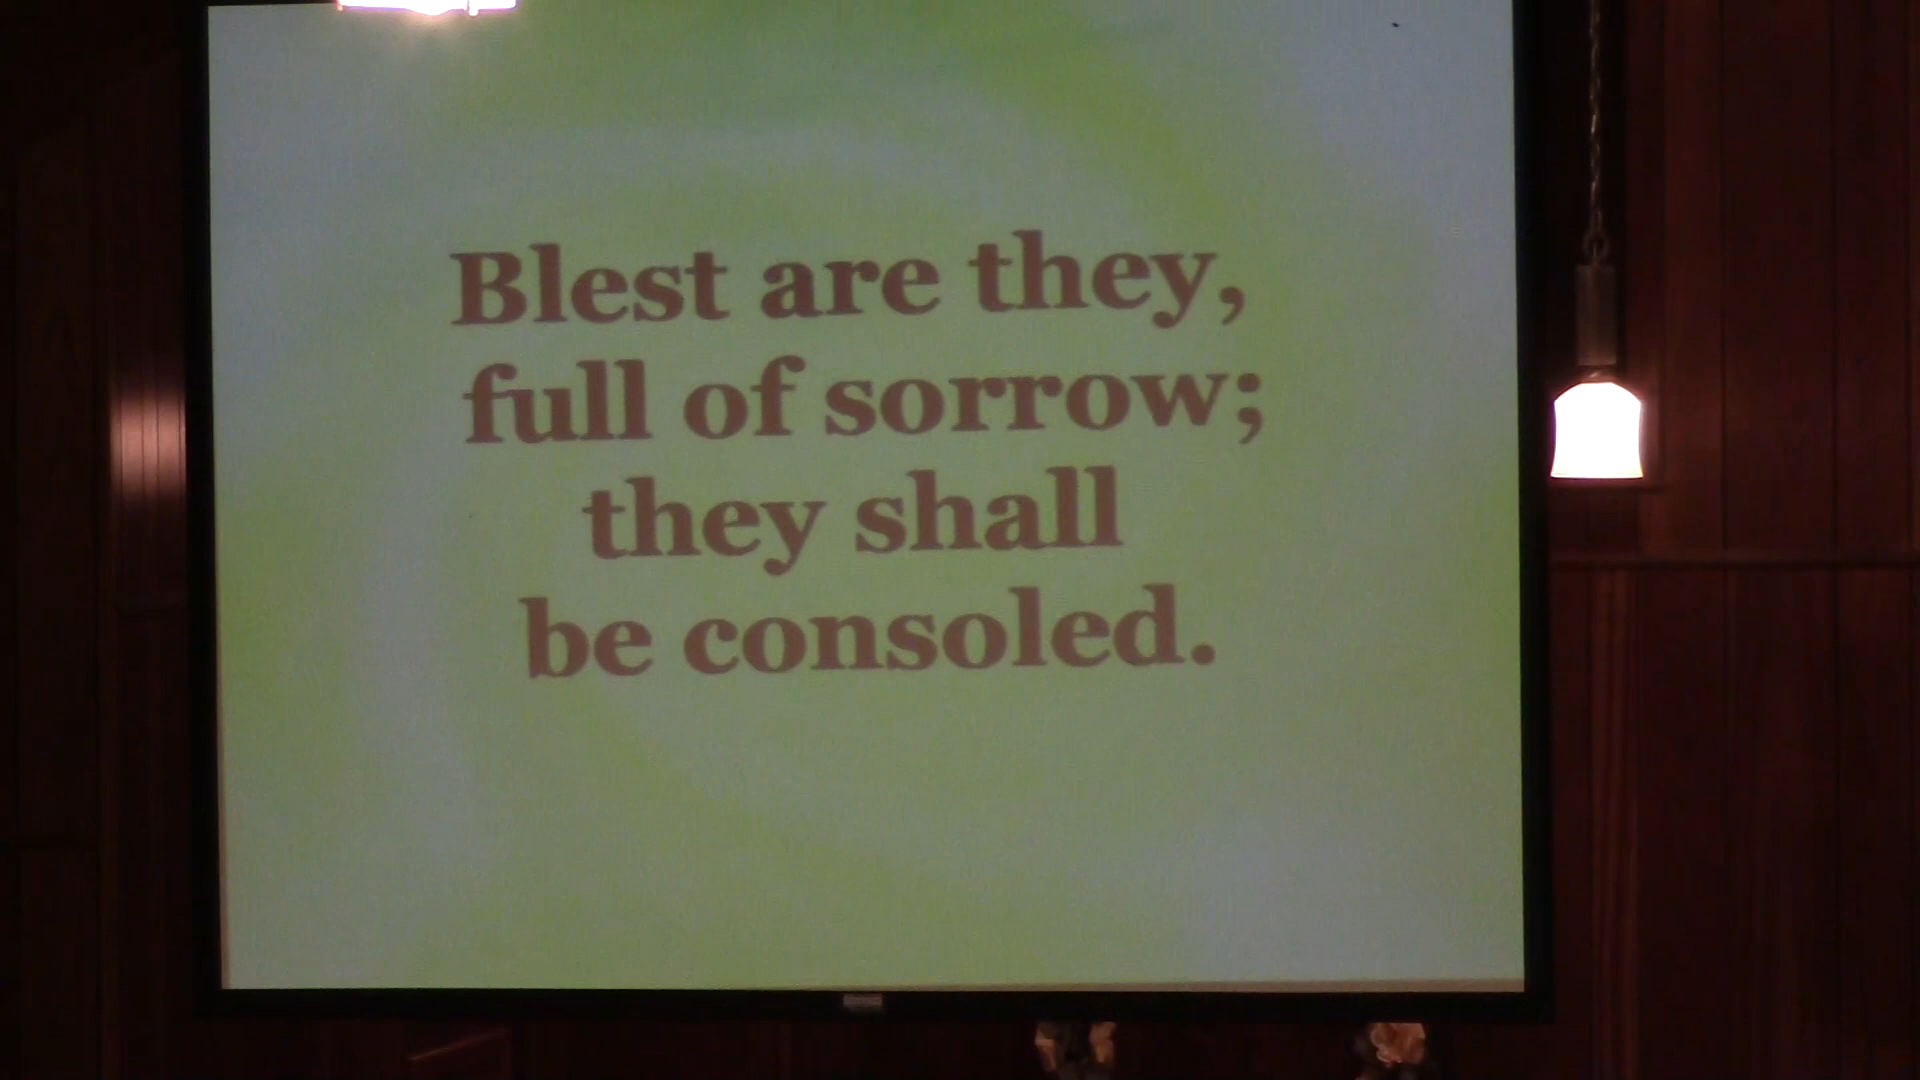 Blest are they,
full of sorrow;
they shall
be consoled.